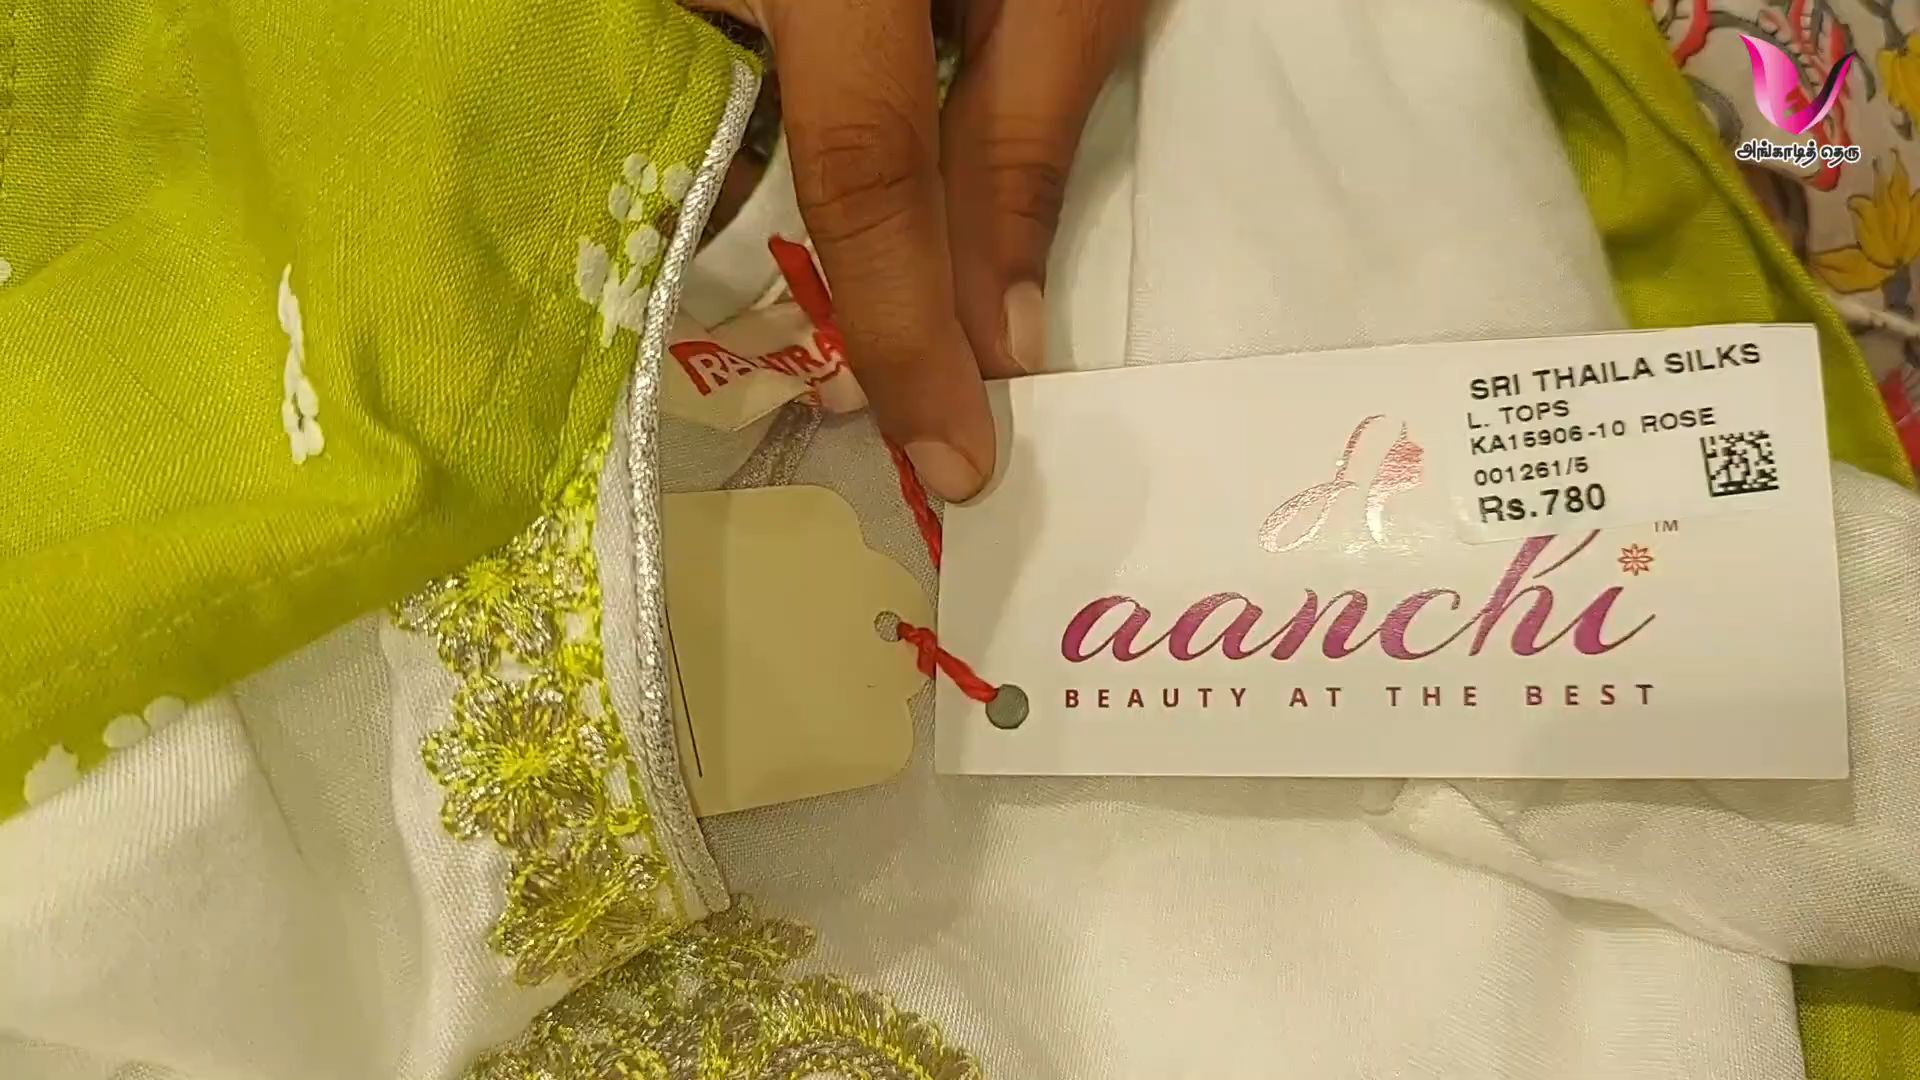 அங்காடித் தெரு
SRI THAILA SILKS
L. TOPS
KA15906-10 ROSE
001261/5
Rs.780
TM
aanchi
BEAUTY AT THE BEST